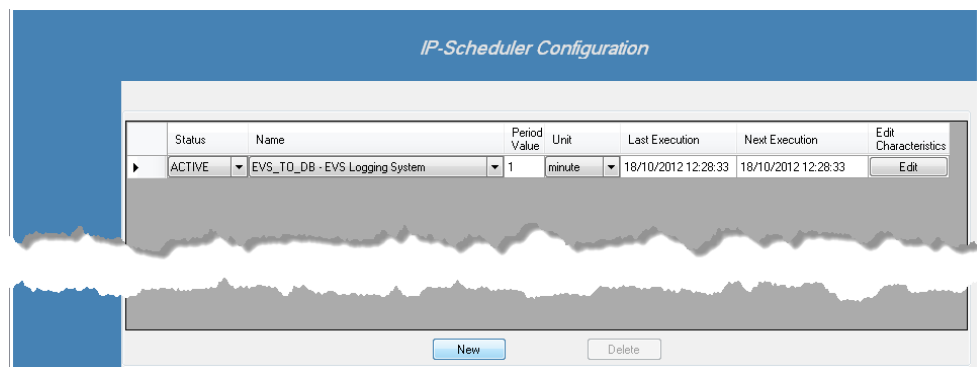 IP-Scheduler Configuration
Status Name Period Value Unit Last Execution Next Execution Edit Characteristics
ACTIVE EVS_TO_DB - EVS Logging System 1 minute 18/10/2012 12:28:33 18/10/2012 12:28:33 Edit
New Delete